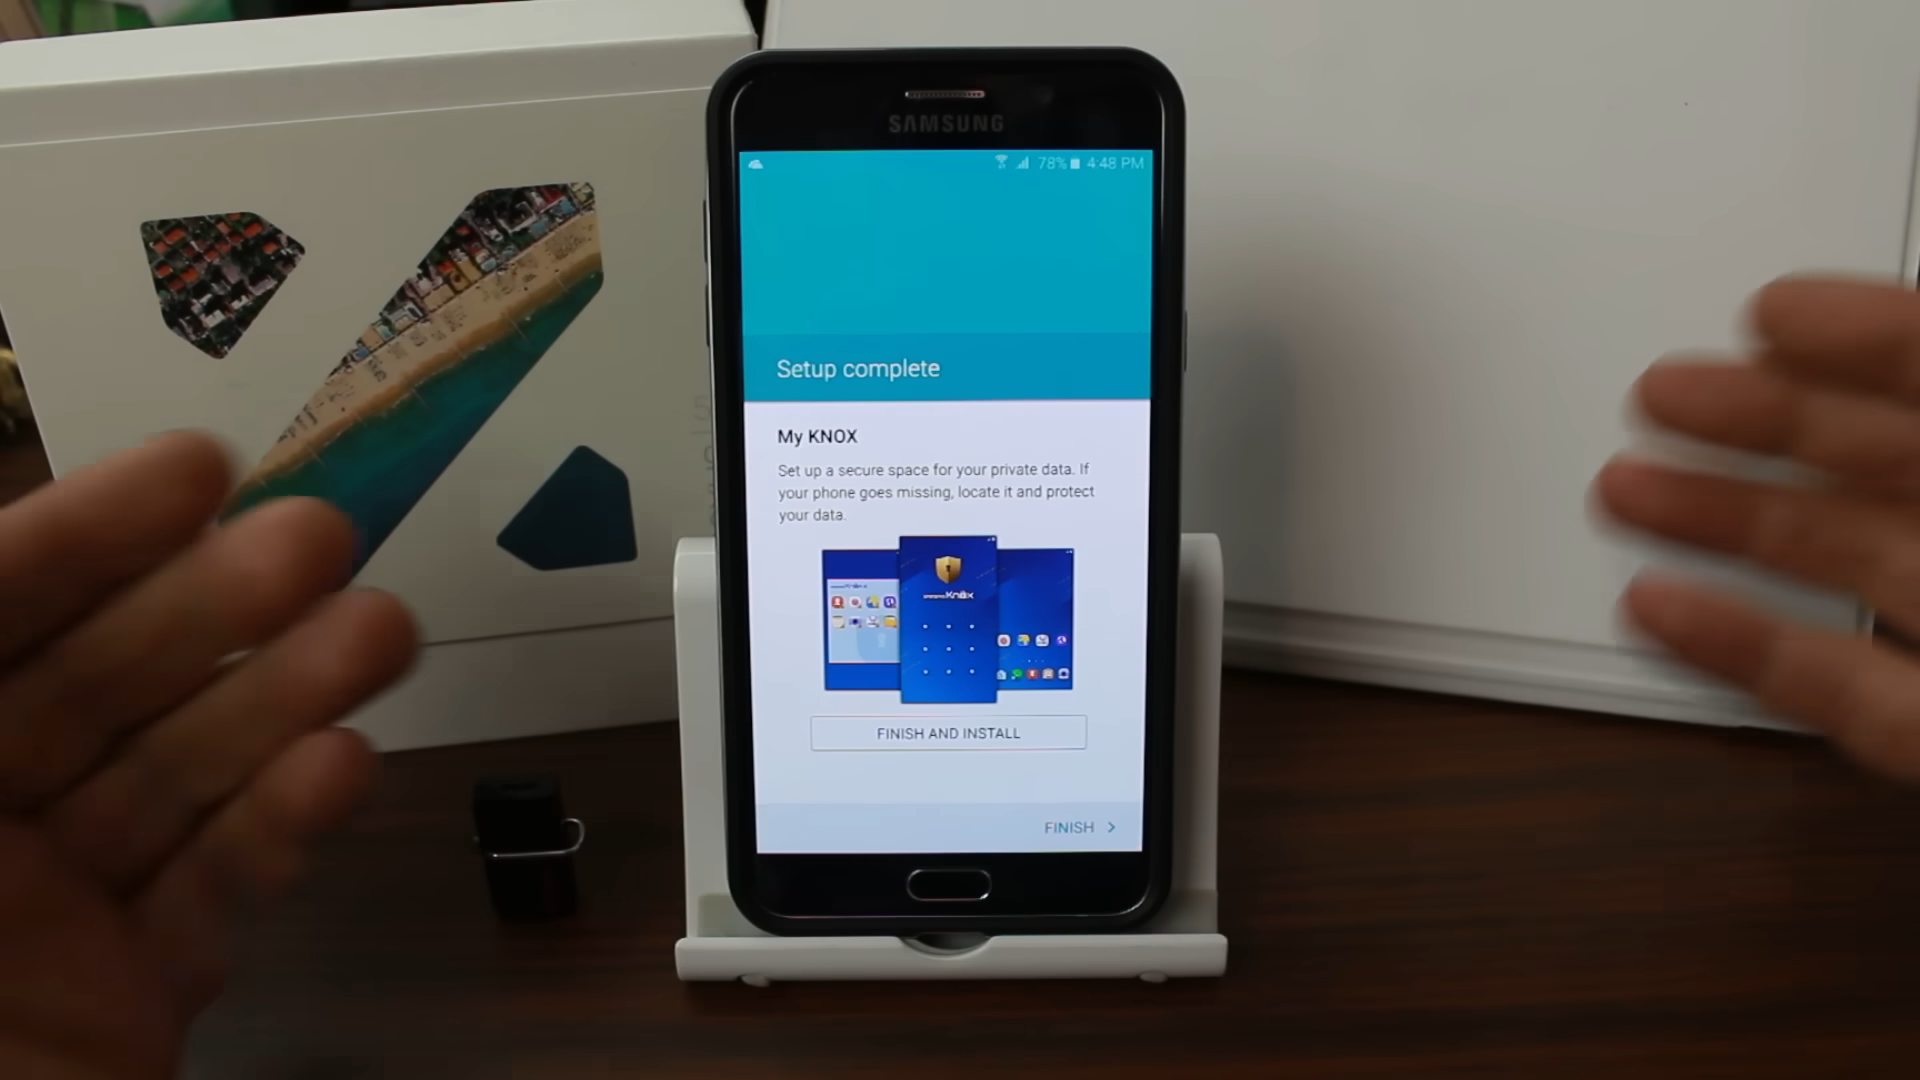 SAMSUNG
78% 4:48 PM
Setup complete
My KNOX
Set up a secure space for your private data. If
your phone goes missing, locate it and protect
your data.
Knox
FINISH AND INSTALL
FINISH